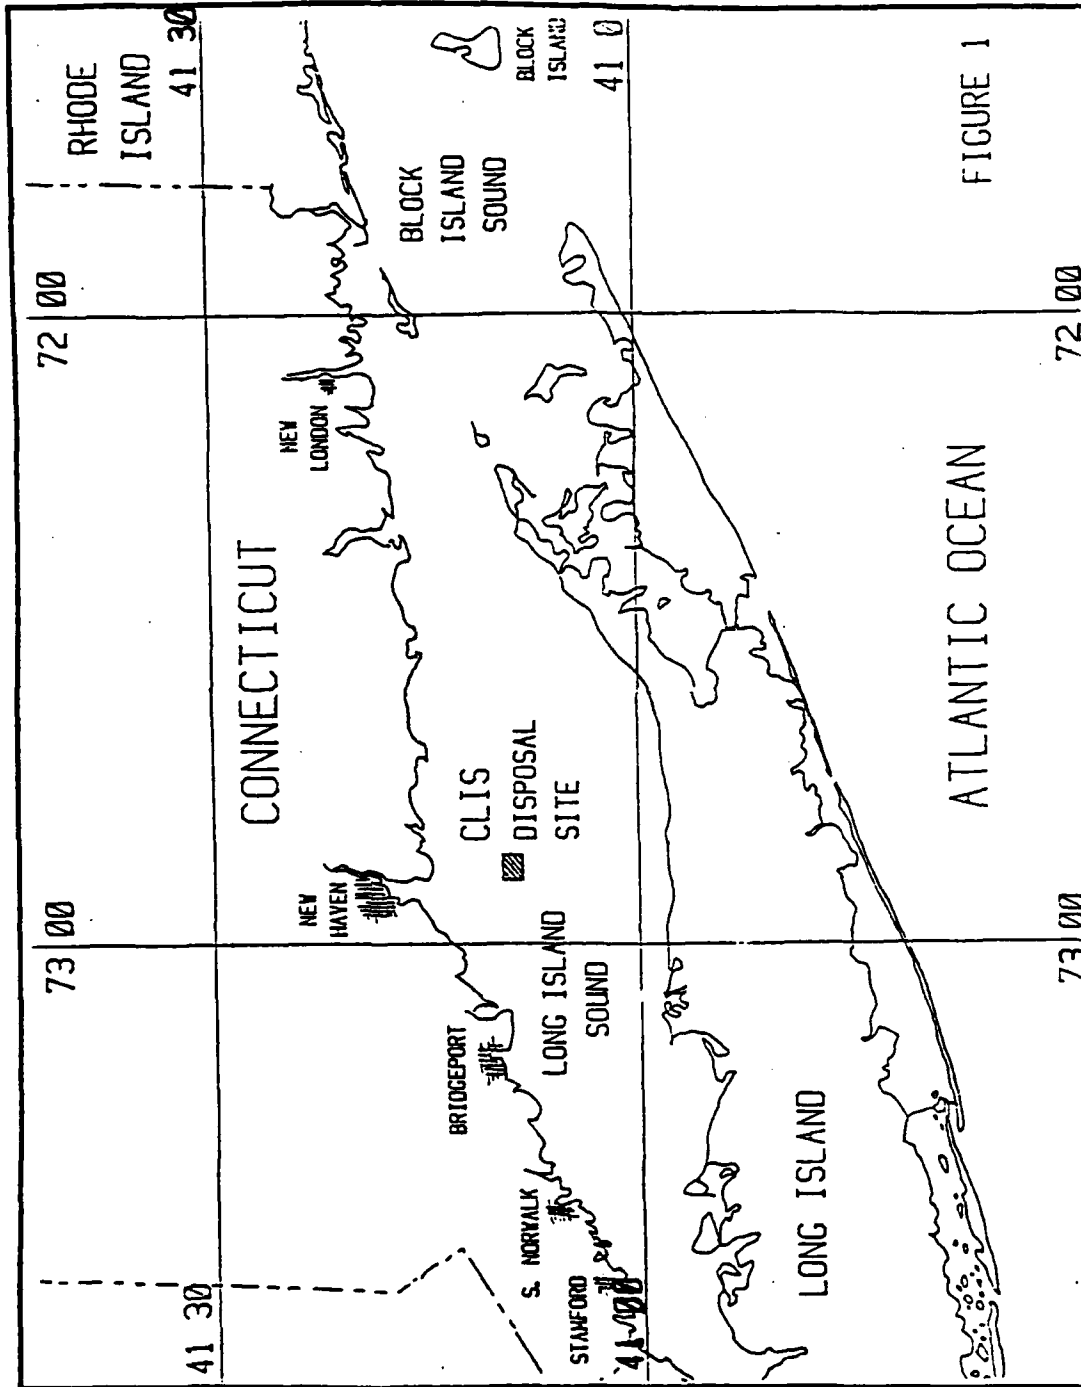 RHODE
ISLAND
41 30
72 00
73 00
41 30
CONNECTICUT
NEW
LONDON
NEW
HAVEN
BRIDGEPORT
S. NORWALK
STAMFORD
BLOCK
ISLAND
SOUND
BLOCK
ISLAND
41 0
CLIS
DISPOSAL
SITE
LONG ISLAND
SOUND
41 00
LONG ISLAND
ATLANTIC OCEAN
72 00
73 00
FIGURE 1